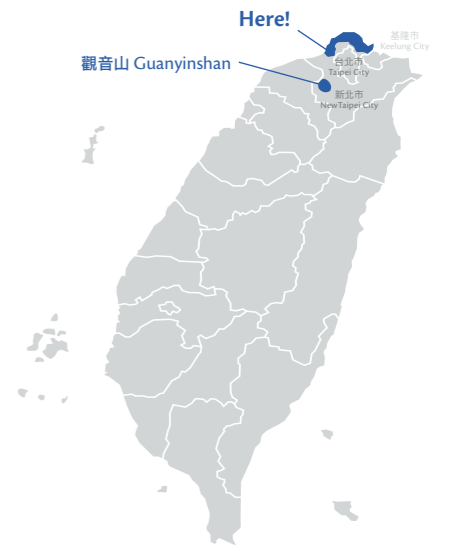 Here!
基隆市
Keelung City
觀音山 Guanyinshan
台北市
Taipei City
新北市
NewTaipei City